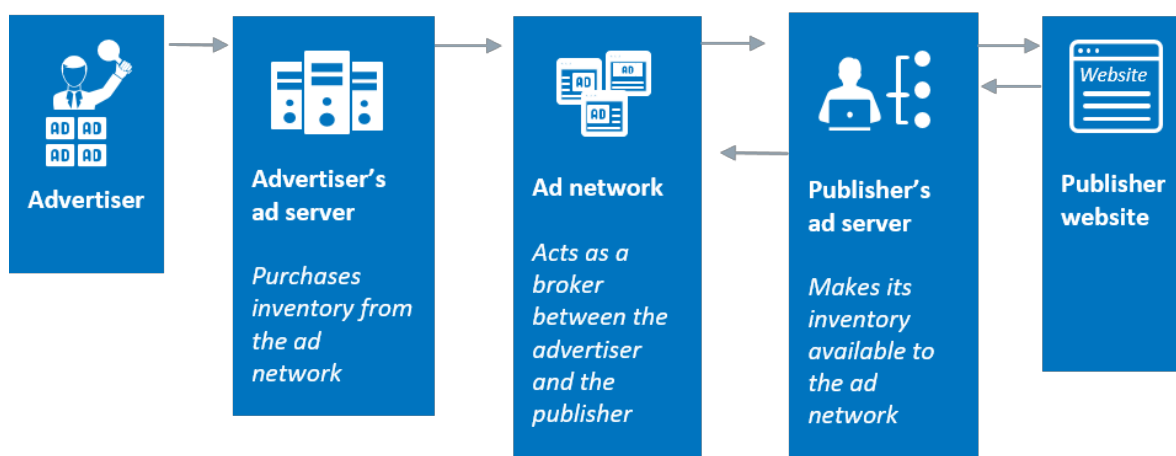 AD AD
AD AD
Advertiser
Advertiser's
ad server
Purchases
inventory from
the ad
network
AD
AD
AD
Ad network
Acts as a
broker
between the
advertiser
and the
publisher
Publisher's
ad server
Makes its
inventory
available to
the ad
network
Website
Publisher
website